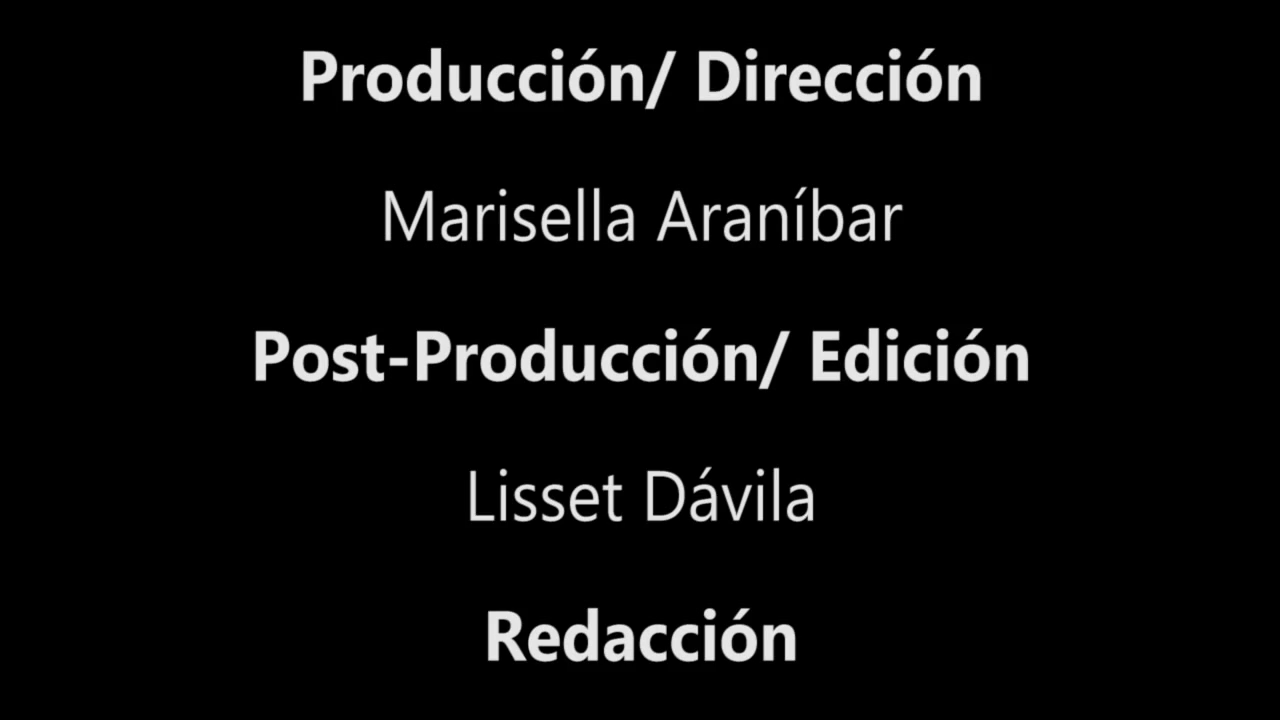 Producción/ Dirección
Marisella Araníbar
Post-Producción/ Edición
Lisset Dávila
Redacción